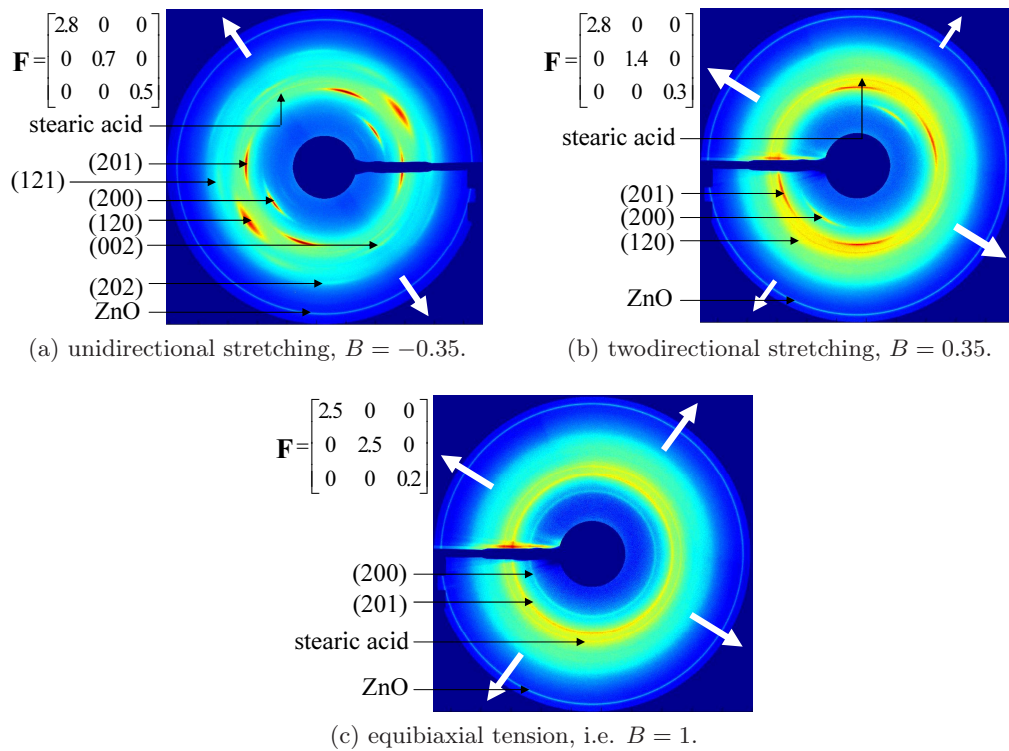 F = [2.8 0 0
0 0.7 0
0 0 0.5]
stearic acid
(201)
(121)
(200)
(120)
(002)
(202)
ZnO
(a) unidirectional stretching, B = −0.35.
F = [2.8 0 0
0 1.4 0
0 0 0.3]
stearic acid
(201)
(200)
(120)
ZnO
(b) twodirectional stretching, B = 0.35.
F = [2.5 0 0
0 2.5 0
0 0 0.2]
(200)
(201)
stearic acid
ZnO
(c) equibiaxial tension, i.e. B = 1.